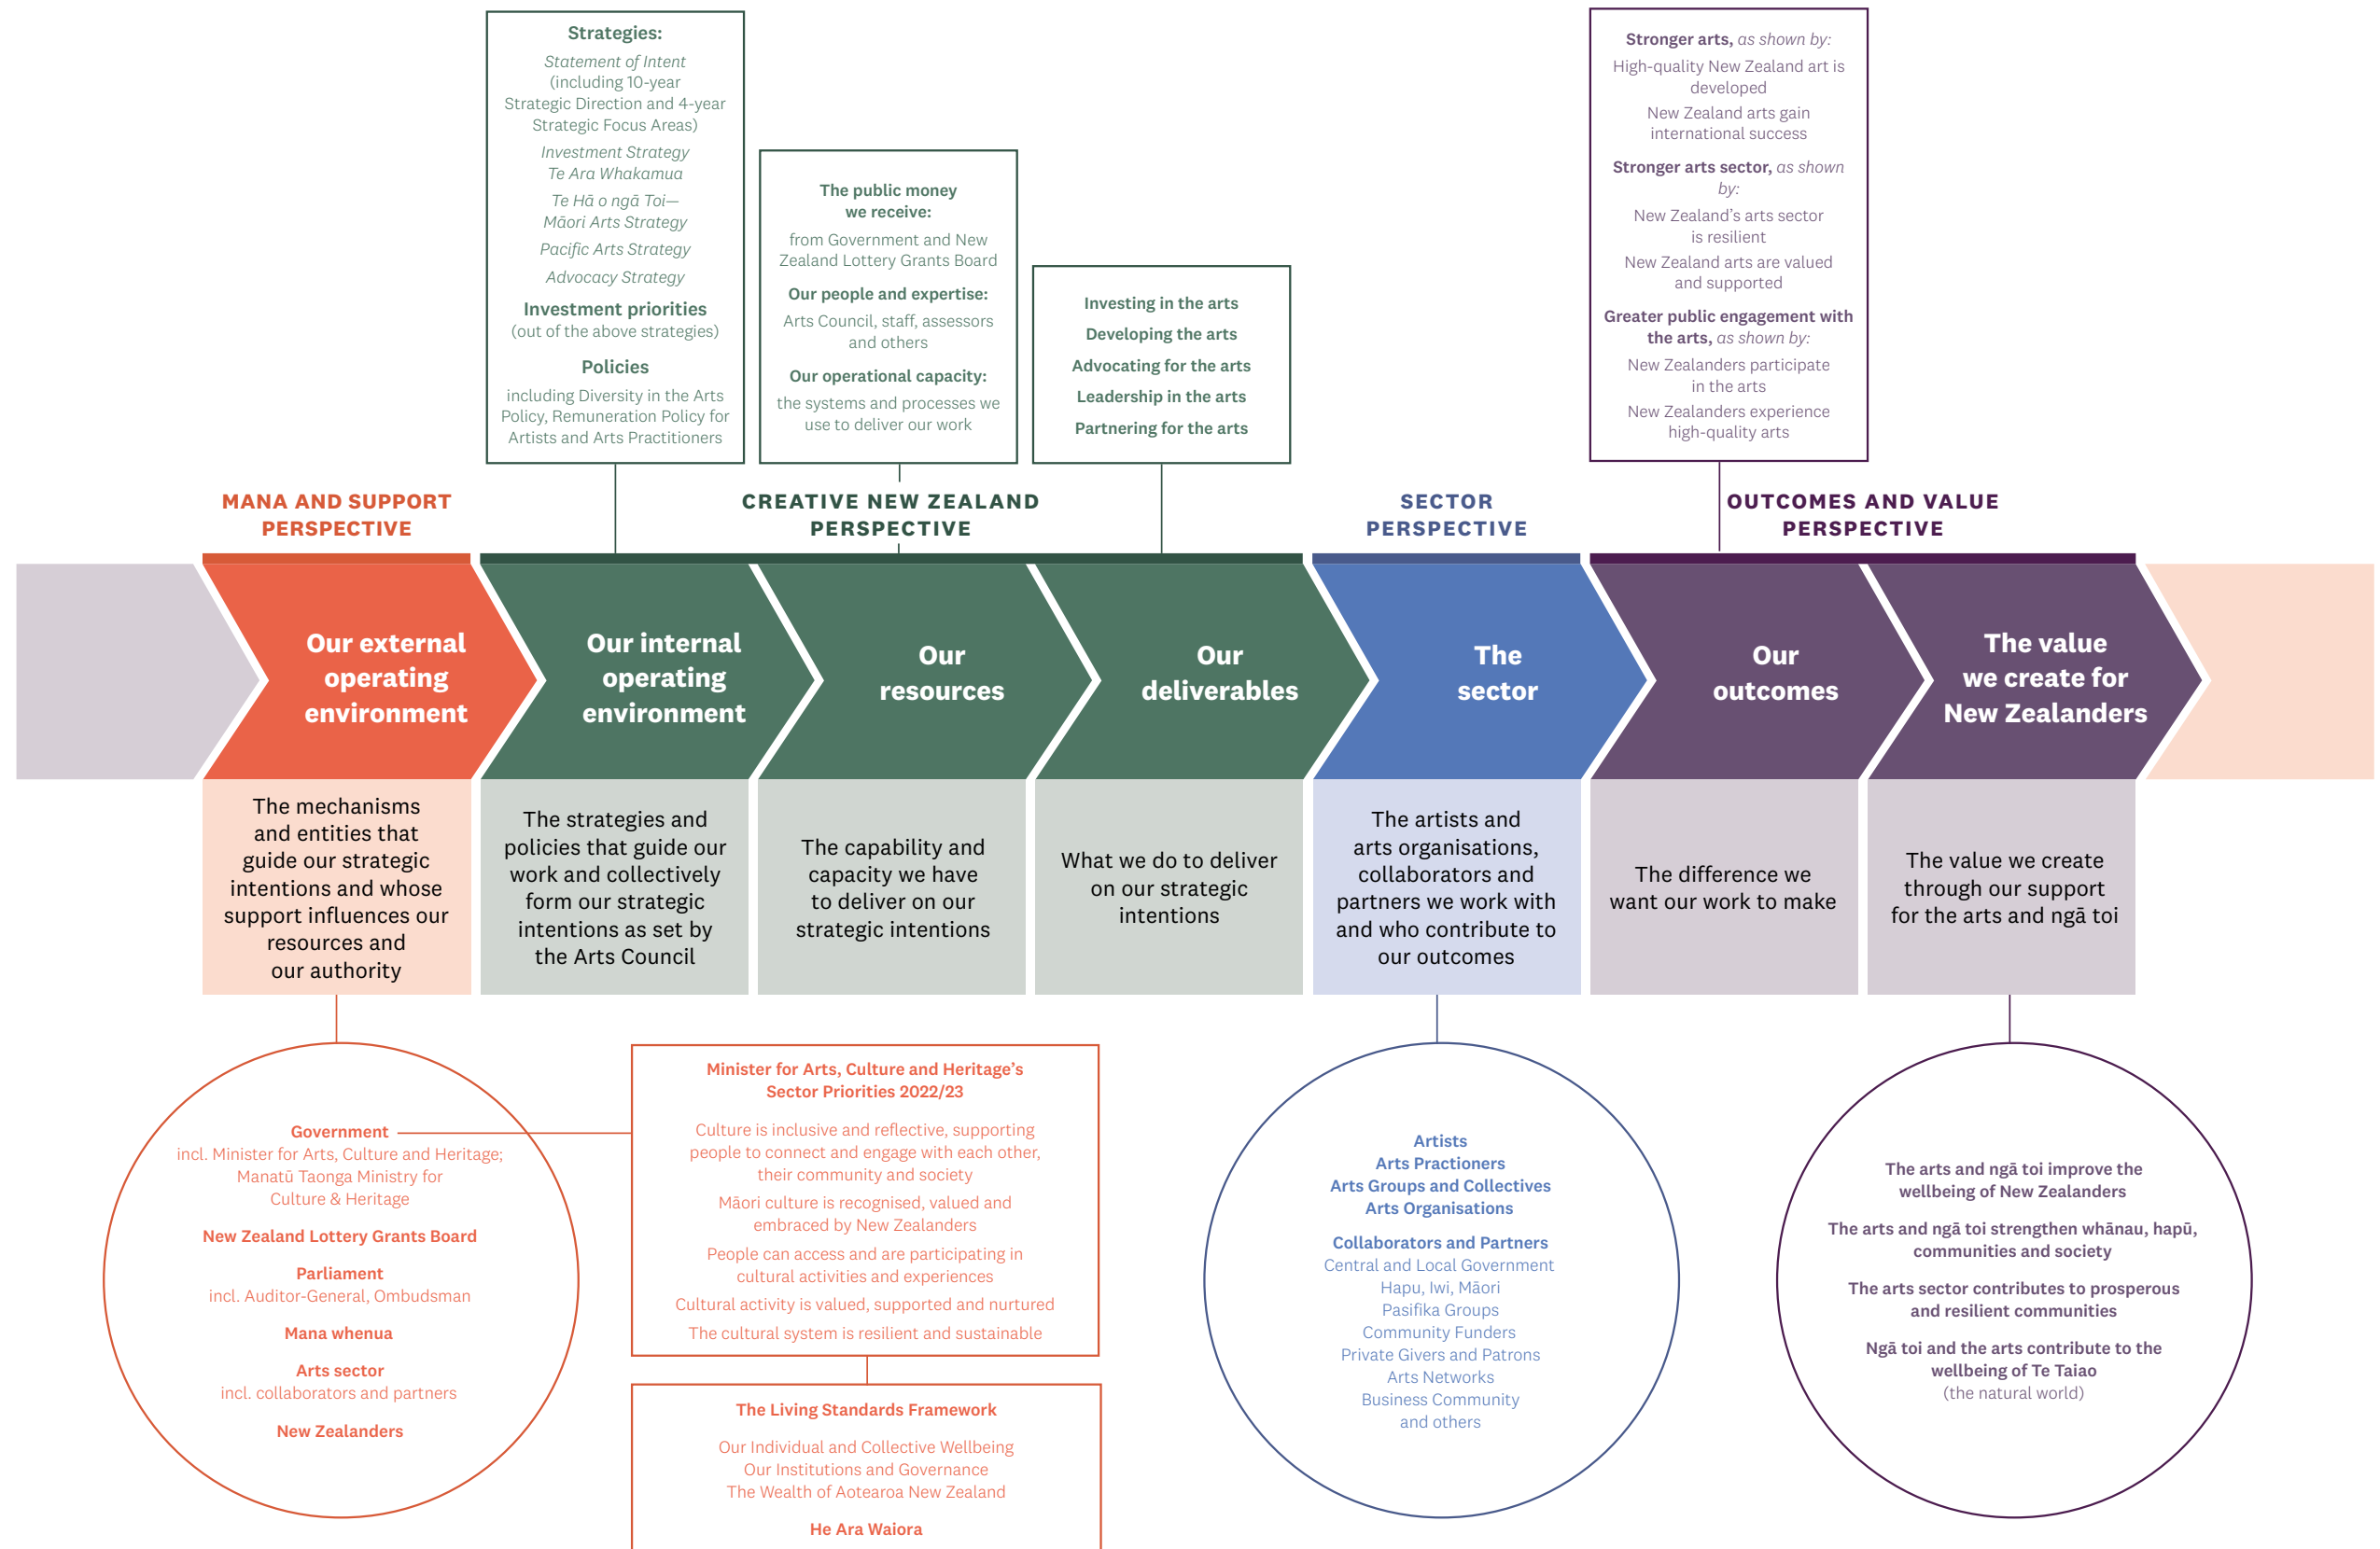 Strategies:
Statement of Intent
(including 10-year
Strategic Direction and 4-year
Strategic Focus Areas)
Investment Strategy
Te Ara Whakamua
Te Hā o ngā Toi—
Māori Arts Strategy
Pacific Arts Strategy
Advocacy Strategy
Investment priorities
(out of the above strategies)
Policies
including Diversity in the Arts
Policy, Remuneration Policy for
Artists and Arts Practitioners
The public money
we receive:
from Government and New
Zealand Lottery Grants Board
Our people and expertise:
Arts Council, staff, assessors
and others
Our operational capacity:
the systems and processes we
use to deliver our work
Investing in the arts
Developing the arts
Advocating for the arts
Leadership in the arts
Partnering for the arts
Stronger arts, as shown by:
High-quality New Zealand art is
developed
New Zealand arts gain
international success
Stronger arts sector, as shown
by:
New Zealand's arts sector
is resilient
New Zealand arts are valued
and supported
Greater public engagement with
the arts, as shown by:
New Zealanders participate
in the arts
New Zealanders experience
high-quality arts
MANA AND SUPPORT
PERSPECTIVE
CREATIVE NEW ZEALAND
PERSPECTIVE
SECTOR
PERSPECTIVE
OUTCOMES AND VALUE
PERSPECTIVE
Our external
operating
environment
Our internal
operating
environment
Our
resources
Our
deliverables
The
sector
Our
outcomes
The value
we create for
New Zealanders
The mechanisms
and entities that
guide our strategic
intentions and whose
support influences our
resources and
our authority
The strategies and
policies that guide our
work and collectively
form our strategic
intentions as set by
the Arts Council
The capability and
capacity we have
to deliver on our
strategic intentions
What we do to deliver
on our strategic
intentions
The artists and
arts organisations,
collaborators and
partners we work with
and who contribute to
our outcomes
The difference we
want our work to make
The value we create
through our support
for the arts and ngā toi
Government
incl. Minister for Arts, Culture and Heritage;
Manatū Taonga Ministry for
Culture & Heritage
New Zealand Lottery Grants Board
Parliament
incl. Auditor-General, Ombudsman
Mana whenua
Arts sector
incl. collaborators and partners
New Zealanders
Minister for Arts, Culture and Heritage's
Sector Priorities 2022/23
Culture is inclusive and reflective, supporting
people to connect and engage with each other,
their community and society
Māori culture is recognised, valued and
embraced by New Zealanders
People can access and are participating in
cultural activities and experiences
Cultural activity is valued, supported and nurtured
The cultural system is resilient and sustainable
The Living Standards Framework
Our Individual and Collective Wellbeing
Our Institutions and Governance
The Wealth of Aotearoa New Zealand
He Ara Waiora
Artists
Arts Practioners
Arts Groups and Collectives
Arts Organisations
Collaborators and Partners
Central and Local Government
Hapu, Iwi, Māori
Pasifika Groups
Community Funders
Private Givers and Patrons
Arts Networks
Business Community
and others
The arts and ngā toi improve the
wellbeing of New Zealanders
The arts and ngā toi strengthen whānau, hapū,
communities and society
The arts sector contributes to prosperous
and resilient communities
Ngā toi and the arts contribute to the
wellbeing of Te Taiao
(the natural world)